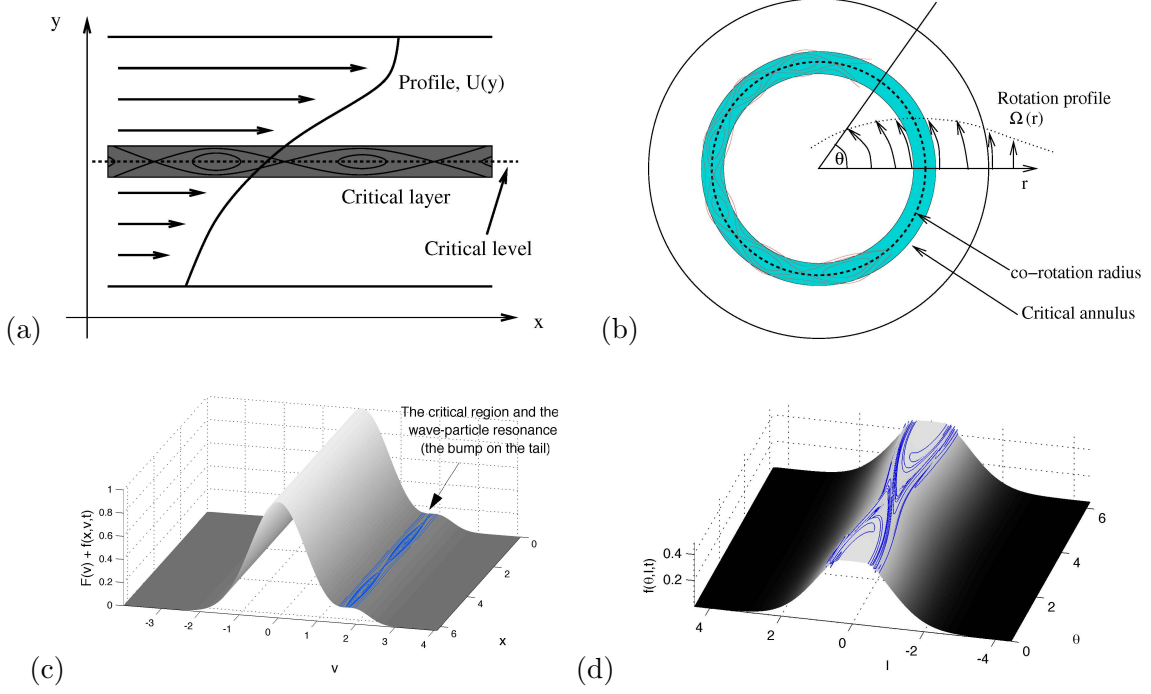 y
Profile, U(y)
Critical layer
Critical level
x
(a)
Rotation profile
Ω(r)
θ
r
co−rotation radius
Critical annulus
(b)
The critical region and the
wave-particle resonance
(the bump on the tail)
F(v) + f(x,v,t)
1
0.8
0.6
0.4
0.2
0
-3
-2
-1
0
1
2
3
4
v
0
2
4
6
x
(c)
f(θ,I,t)
0.4
0.2
4
2
0
-2
-4
I
0
2
4
6
θ
(d)